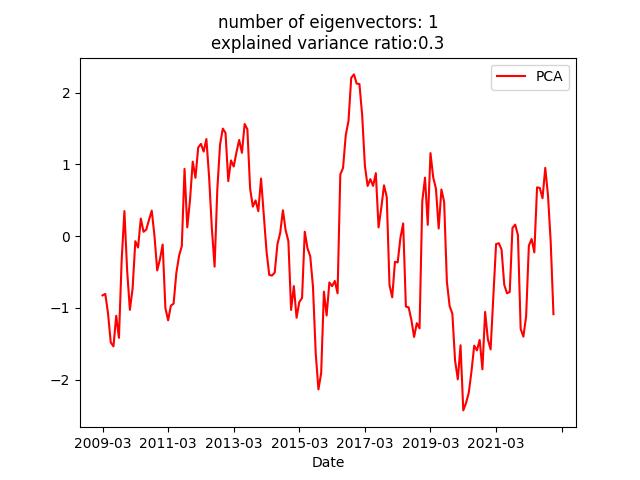 number of eigenvectors: 1
explained variance ratio:0.3
PCA
2
1
0
−1
−2
2009-03 2011-03 2013-03 2015-03 2017-03 2019-03 2021-03
Date